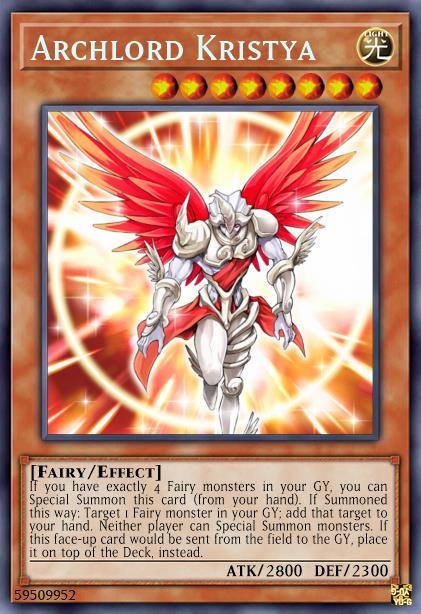 Archlord Kristya
LIGHT
光
[Fairy/Effect]
If you have exactly 4 Fairy monsters in your GY, you can
Special Summon this card (from your hand). If Summoned
this way: Target 1 Fairy monster in your GY; add that target to
your hand. Neither player can Special Summon monsters. If
this face-up card would be sent from the field to the GY, place
it on top of the Deck, instead.
ATK/2800 DEF/2300
59509952